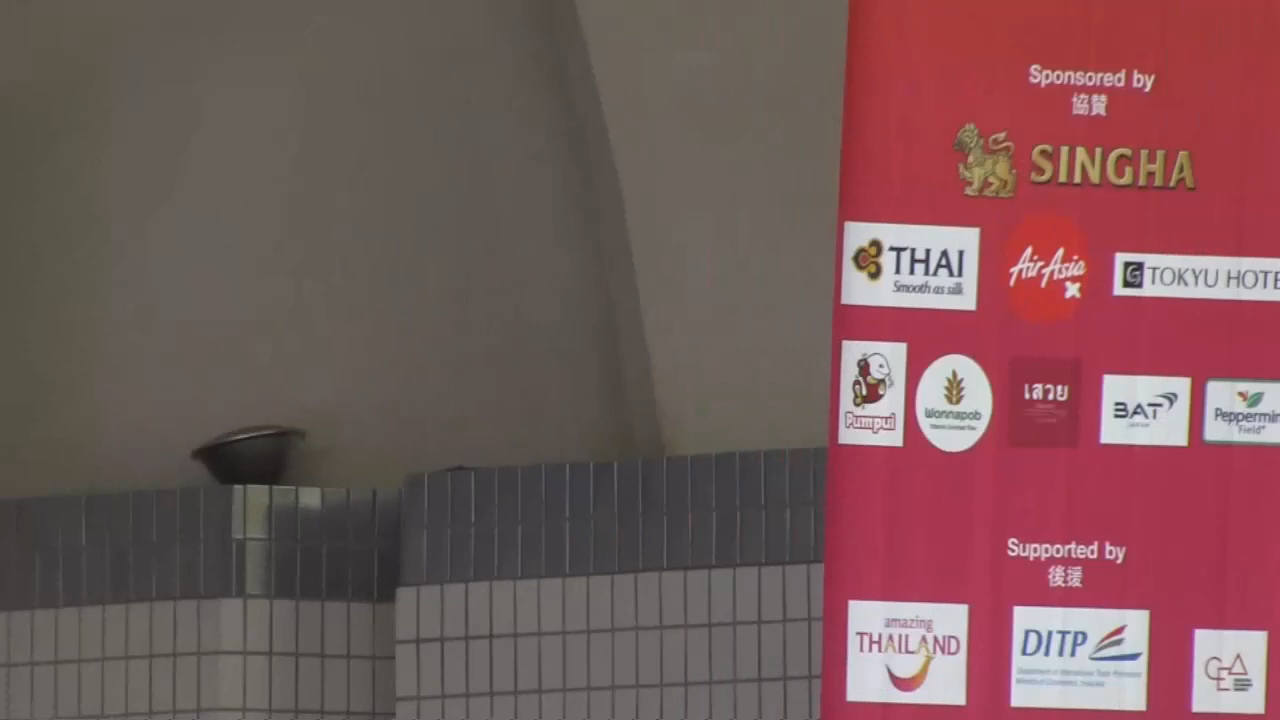 Sponsored by
協賛
SINGHA
THAI
Smooth as silk
AirAsia X
TOKYU HOTE
Pumpui
Wonnapob
เสวย
BAT
Peppermin
Field
Supported by
後援
amazing
THAILAND
DITP